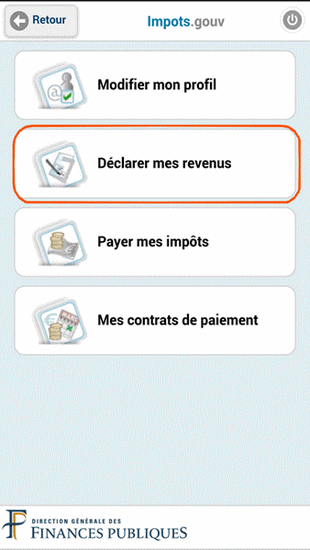 Retour
Impots.gouv
@
Modifier mon profil
Déclarer mes revenus
Payer mes impôts
Mes contrats de paiement
DIRECTION GÉNÉRALE DES
FINANCES PUBLIQUES